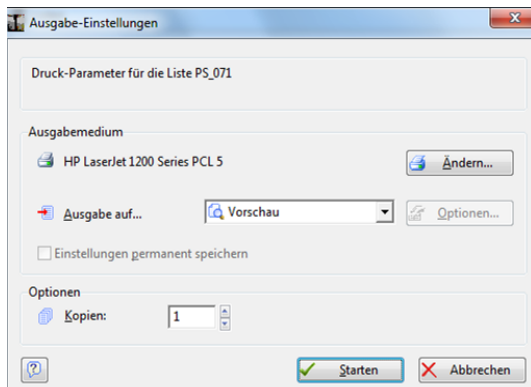 Ausgabe-Einstellungen
Druck-Parameter für die Liste PS_071
Ausgabemedium
HP LaserJet 1200 Series PCL 5
Ändern...
Ausgabe auf...
Vorschau
Optionen...
Einstellungen permanent speichern
Optionen
Kopien:
1
Starten
Abbrechen